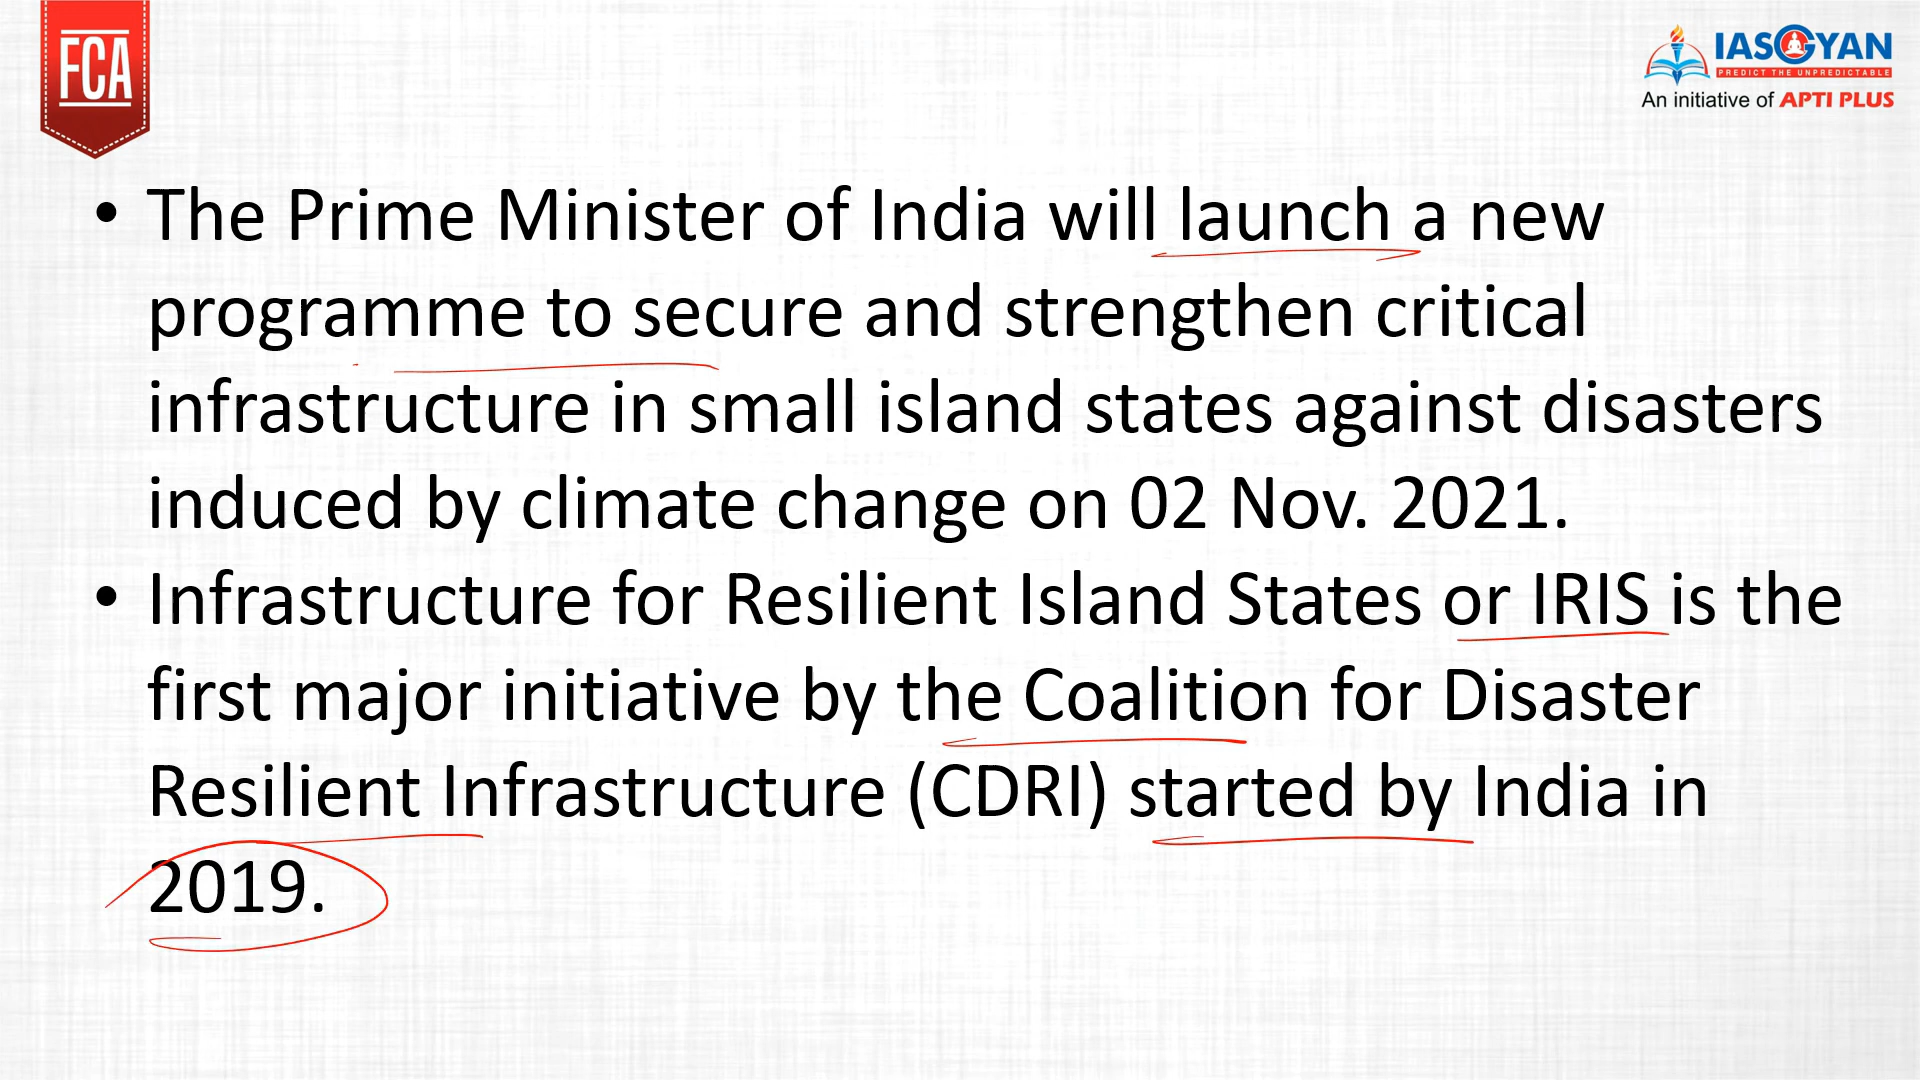 FCA
IASGYAN
PREDICT THE UNPREDICTABLE
An initiative of APTI PLUS
• The Prime Minister of India will launch a new
programme to secure and strengthen critical
infrastructure in small island states against disasters
induced by climate change on 02 Nov. 2021.
• Infrastructure for Resilient Island States or IRIS is the
first major initiative by the Coalition for Disaster
Resilient Infrastructure (CDRI) started by India in
2019.